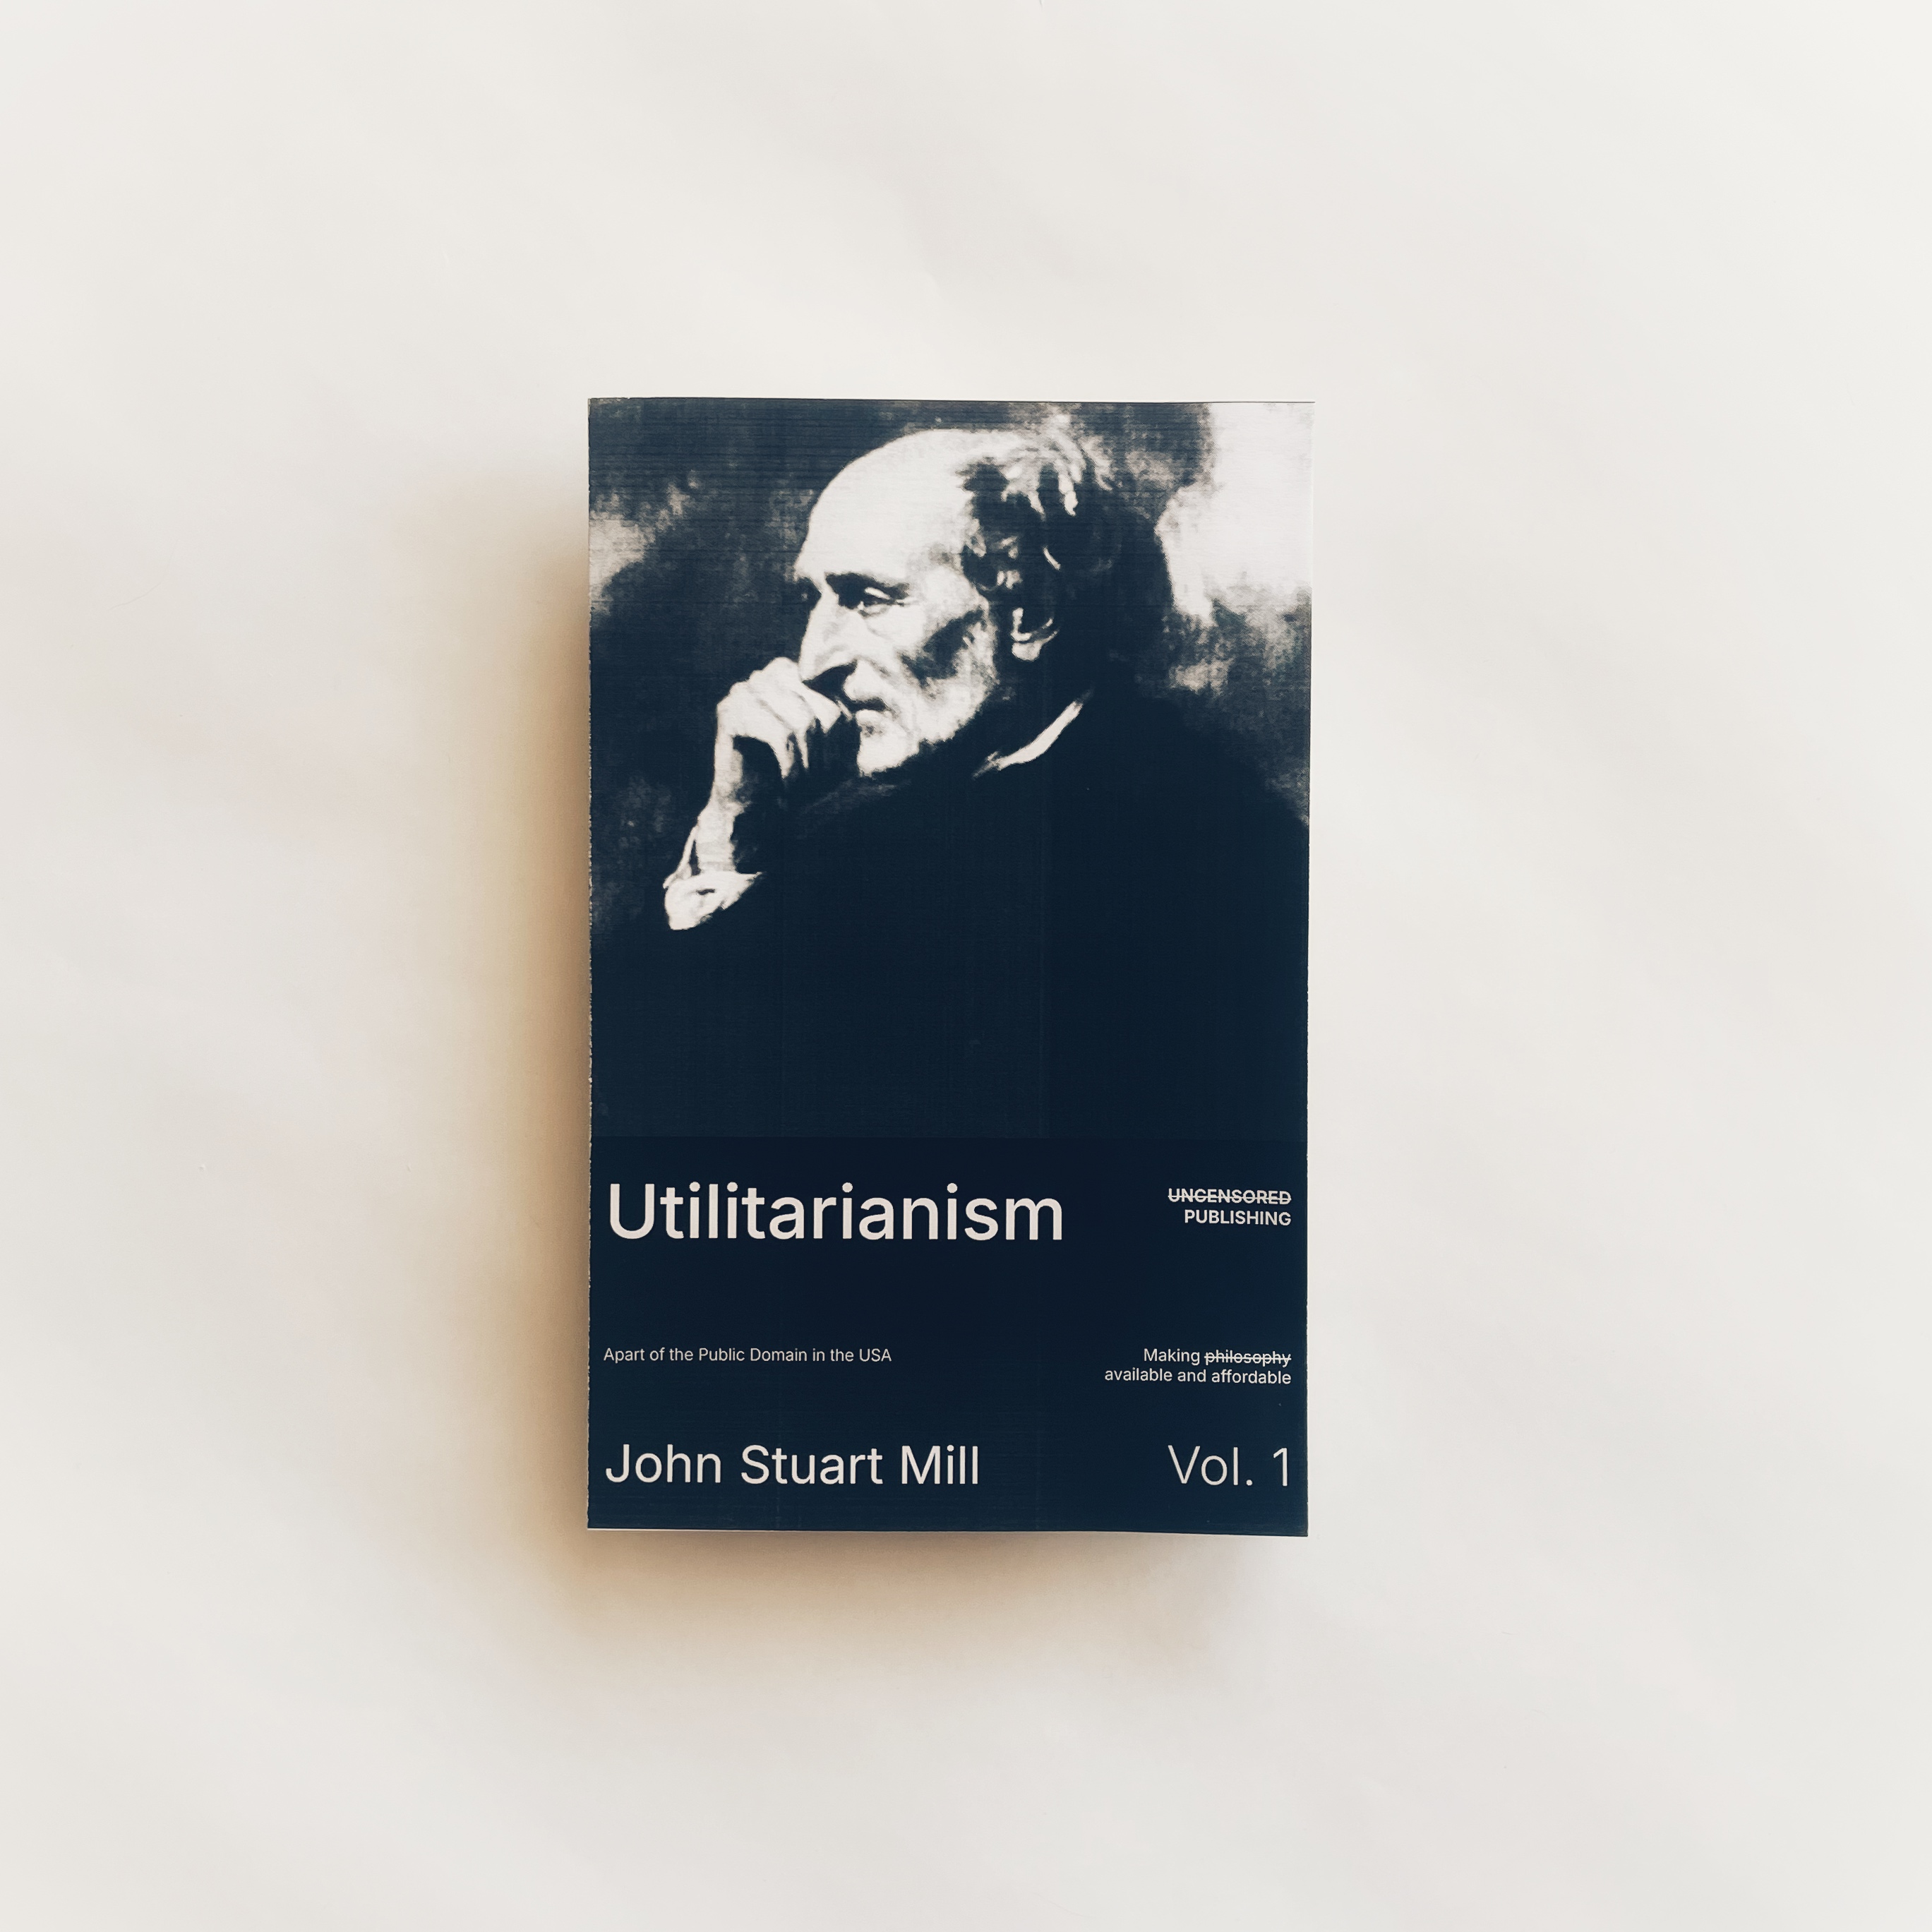 Utilitarianism
UNCENSORED
PUBLISHING
Apart of the Public Domain in the USA
Making philosophy
available and affordable
John Stuart Mill
Vol. 1